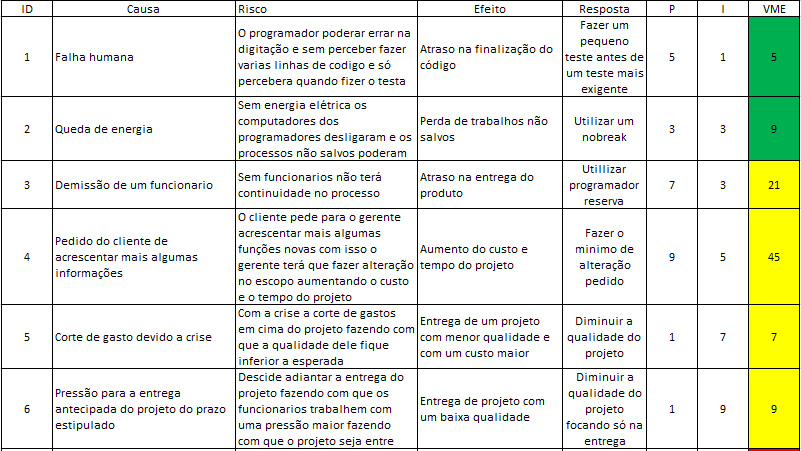 ID Causa Risco Efeito Resposta P I VME
1
Falha humana
O programador poderar errar na
digitação e sem perceber fazer
varias linhas de codigo e só
percebera quando fizer o testa
Atraso na finalização do
código
Fazer um
pequeno
teste antes de
um teste mais
exigente
5 1 5
2
Queda de energia
Sem energia elétrica os
computadores dos
programadores desligaram e os
processos não salvos poderam
Perda de trabalhos não
salvos
Utilizar um
nobreak
3 3 9
3
Demissão de um funcionario
Sem funcionarios não terá
continuidade no processo
Atraso na entrega do
produto
Utillizar
programador
reserva
7 3 21
4
Pedido do cliente de
acrescentar mais algumas
informações
O cliente pede para o gerente
acrescentar mais algumas
funções novas com isso o
gerente terá que fazer alteração
no escopo aumentando o custo
e o tempo do projeto
Aumento do custo e
tempo do projeto
Fazer o
minimo de
alteração
pedido
9 5 45
5
Corte de gasto devido a crise
Com a crise a corte de gastos
em cima do projeto fazendo com
que a qualidade dele fique
inferior a esperada
Entrega de um projeto
com menor qualidade e
com um custo maior
Diminuir a
qualidade do
projeto
1 7 7
6
Pressão para a entrega
antecipada do projeto do prazo
estipulado
Descide adiantar a entrega do
projeto fazendo com que os
funcionarios trabalhem com
uma pressão maior fazendo
com que o projeto seja entre
Entrega de projeto com
um baixa qualidade
Diminuir a
qualidade do
projeto
focando só na
entrega
1 9 9